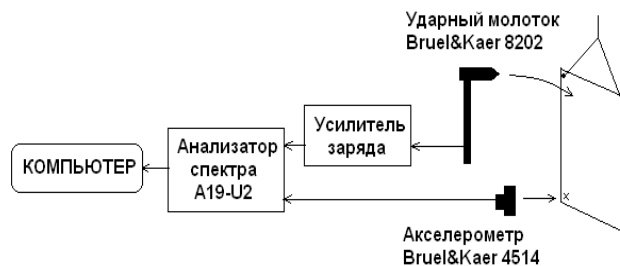 Ударный молоток
Bruel&Kaer 8202
Усилитель
заряда
Анализатор
спектра
A19-U2
КОМПЬЮТЕР
x
Акселерометр
Bruel&Kaer 4514